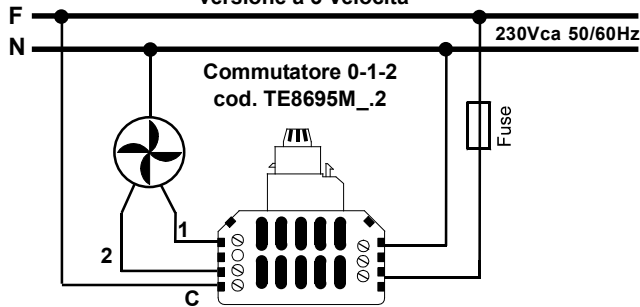 F
N
230Vca 50/60Hz
Commutatore 0-1-2
cod. TE8695M_.2
Fuse
1
2
C